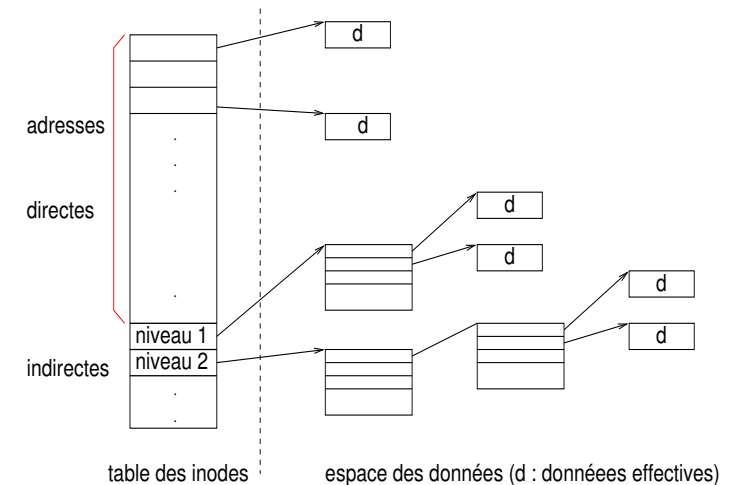 d
adresses
d
directes
d
d
d
niveau 1
d
indirectes
niveau 2
table des inodes
espace des données (d : donnéees effectives)